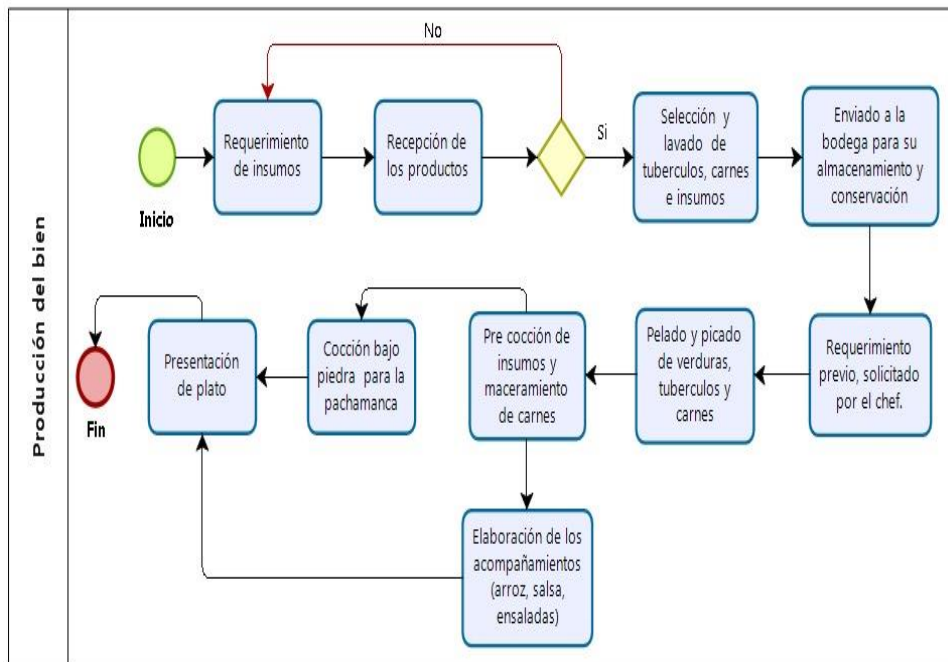 Producción del bien
No
Requerimiento
de insumos
Recepción de
los productos
Si
Selección y
lavado de
tuberculos, carnes
e insumos
Enviado a la
bodega para su
almacenamiento y
conservación
Inicio
Requerimiento
previo, solicitado
por el chef.
Pelado y picado
de verduras,
tuberculos y
carnes
Pre cocción de
insumos y
maceramiento
de carnes
Cocción bajo
piedra para la
pachamanca
Presentación
de plato
Fin
Elaboración de los
acompañamientos
(arroz, salsa,
ensaladas)